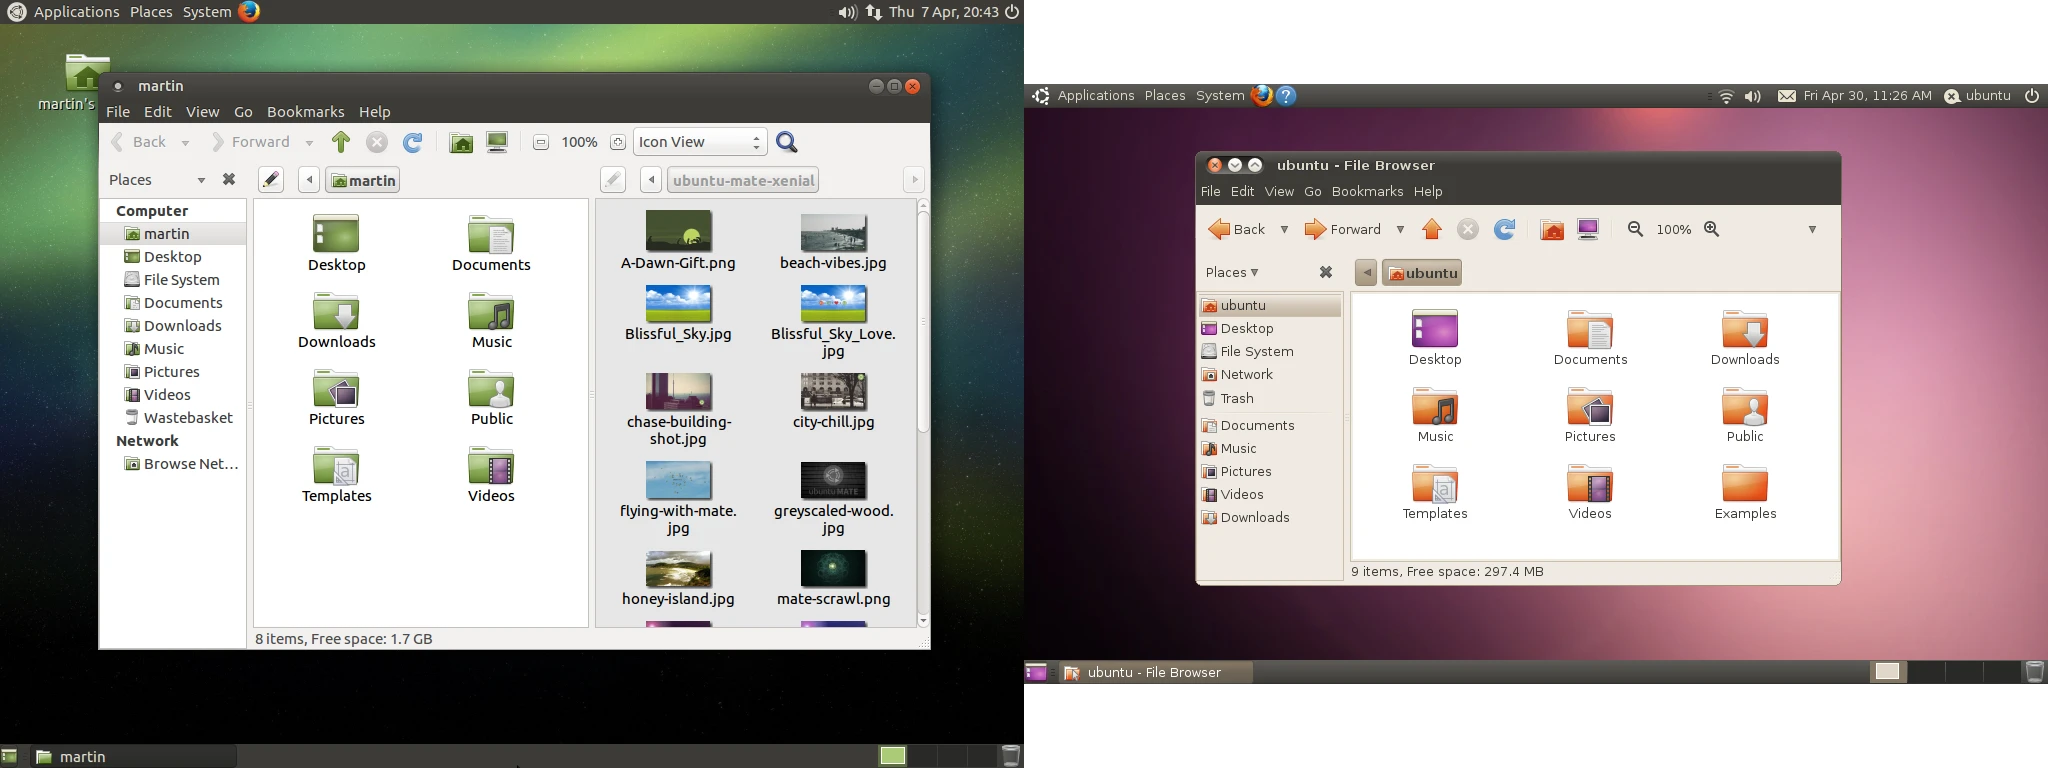 Applications Places System
Thu 7 Apr, 20:43
martin's
martin
File Edit View Go Bookmarks Help
Back Forward 100% Icon View
Places martin ubuntu-mate-xenial
Computer
martin
Desktop
File System
Documents
Downloads
Music
Pictures
Videos
Wastebasket
Network
Browse Net...
Desktop Documents
Downloads Music
Pictures Public
Templates Videos
A-Dawn-Gift.png beach-vibes.jpg
Blissful_Sky.jpg Blissful_Sky_Love.
jpg
chase-building- city-chill.jpg
shot.jpg
flying-with-mate. greyscaled-wood.
jpg jpg
ubuntu MATE
honey-island.jpg mate-scrawl.png
8 items, Free space: 1.7 GB
martin
Applications Places System
Fri Apr 30, 11:26 AM ubuntu
ubuntu - File Browser
File Edit View Go Bookmarks Help
Back Forward 100%
Places ubuntu
ubuntu
Desktop
File System
Network
Trash
Documents
Music
Pictures
Videos
Downloads
Desktop Documents Downloads
Music Pictures Public
Templates Videos Examples
9 items, Free space: 297.4 MB
ubuntu - File Browser